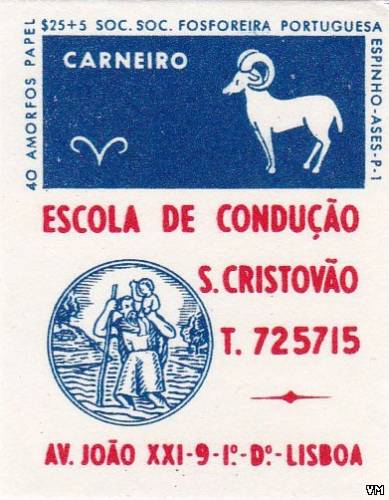 $25+5 SOC. SOC. FOSFOREIRA PORTUGUESA
40 AMORFOS PAPEL
ESPINHO-ASES-P-1
CARNEIRO
ESCOLA DE CONDUÇÃO
S. CRISTOVÃO
T. 725715
AV. JOÃO XXI-9-1º-Dº-LISBOA
VM